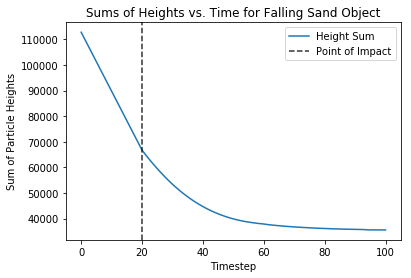 Sums of Heights vs. Time for Falling Sand Object
Height Sum
Point of Impact
110000
100000
90000
80000
70000
60000
50000
40000
Sum of Particle Heights
0 20 40 60 80 100
Timestep